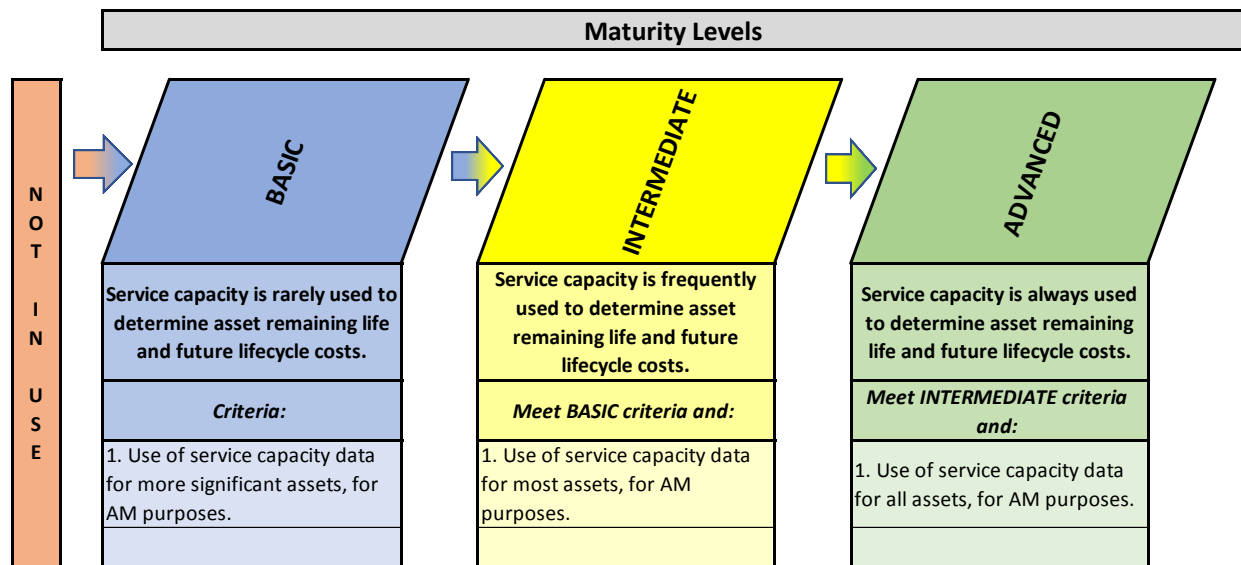 Maturity Levels
NOT IN USE
BASIC
Service capacity is rarely used to
determine asset remaining life
and future lifecycle costs.
Criteria:
1. Use of service capacity data
for more significant assets, for
AM purposes.
INTERMEDIATE
Service capacity is frequently
used to determine asset
remaining life and future
lifecycle costs.
Meet BASIC criteria and:
1. Use of service capacity data
for most assets, for AM
purposes.
ADVANCED
Service capacity is always used
to determine asset remaining
life and future lifecycle costs.
Meet INTERMEDIATE criteria
and:
1. Use of service capacity data
for all assets, for AM purposes.